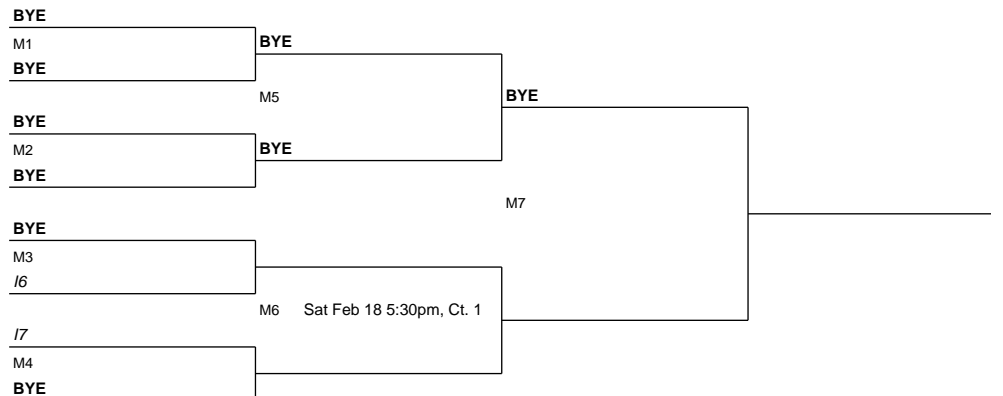 BYE
M1
BYE
BYE
M5
BYE
BYE
M2
BYE
BYE
M7
BYE
M3
I6
M6 Sat Feb 18 5:30pm, Ct. 1
I7
M4
BYE